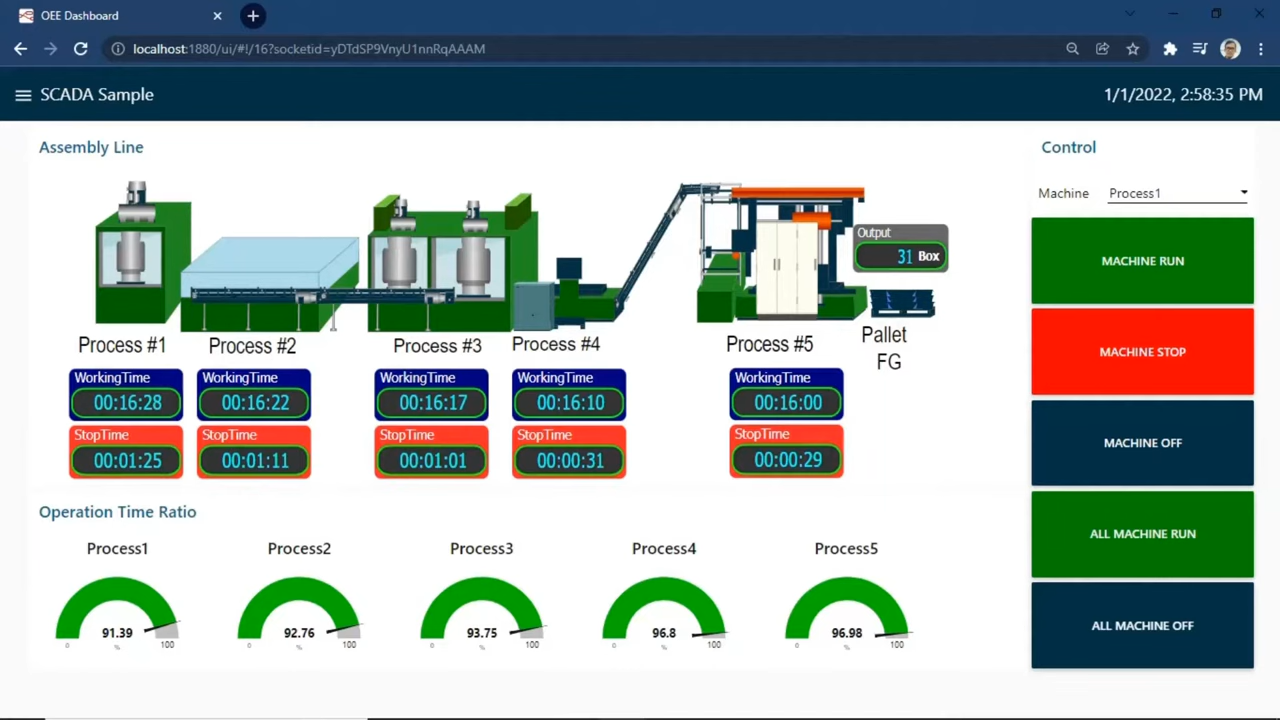 OEE Dashboard
localhost:1880/ui/#!/16?socketid=yDTdSP9VnyU1nnRqAAAM
SCADA Sample
1/1/2022, 2:58:35 PM
Assembly Line
Output
31 Box
Process #1
Process #2
Process #3
Process #4
Process #5
Pallet
FG
WorkingTime
00:16:28
WorkingTime
00:16:22
WorkingTime
00:16:17
WorkingTime
00:16:10
WorkingTime
00:16:00
StopTime
00:01:25
StopTime
00:01:11
StopTime
00:01:01
StopTime
00:00:31
StopTime
00:00:29
Operation Time Ratio
Process1
91.39
0 % 100
Process2
92.76
0 % 100
Process3
93.75
0 % 100
Process4
96.8
0 % 100
Process5
96.98
0 % 100
Control
Machine Process1
MACHINE RUN
MACHINE STOP
MACHINE OFF
ALL MACHINE RUN
ALL MACHINE OFF